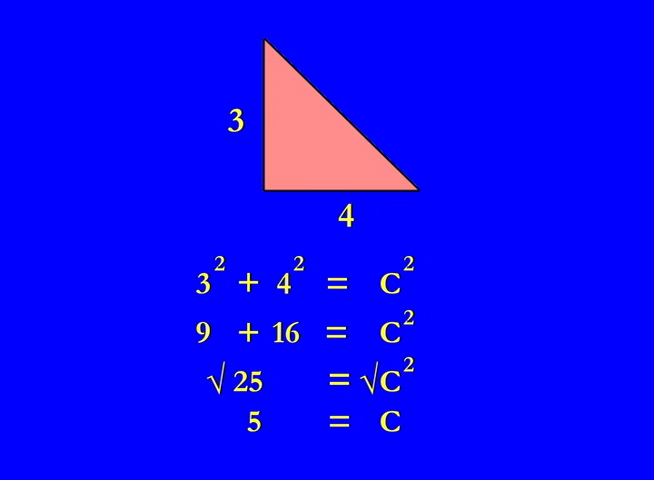 3
4
3² + 4² = C²
9 + 16 = C²
√25 = √C²
5 = C